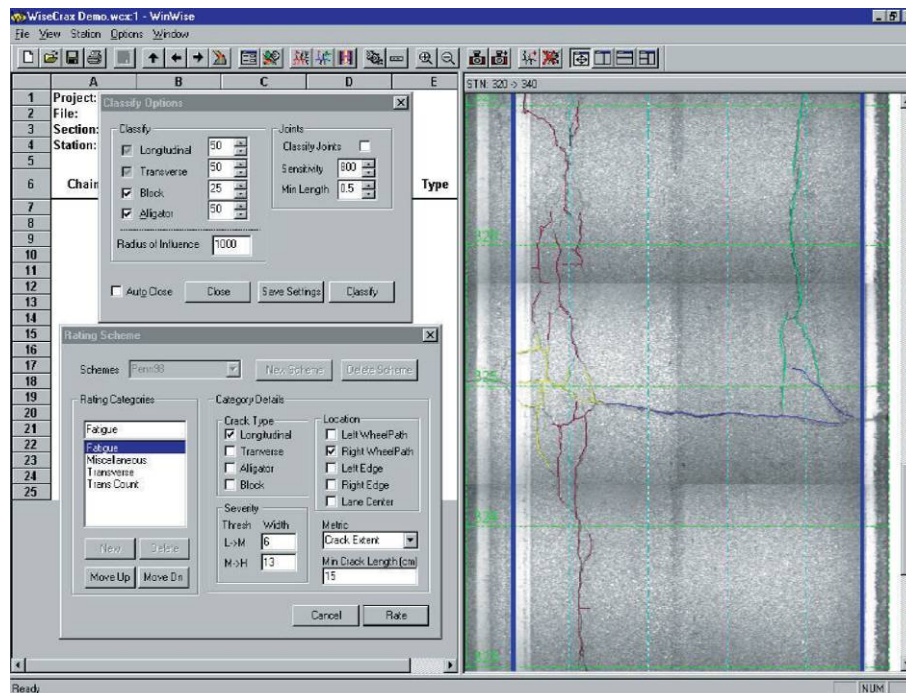 WiseCrax Demo.wcx:1 - WinWise
File View Station Options Window
A B C D E
STN: 320 -> 340
1 Project:
2 File:
3 Section:
4 Station:
5
6 Chain Type
7
8
9
10
11
12
13
14
15
16
17
18
19
20
21
22
23
24
25
Classify Options
Classify
Longitudinal 50
Transverse 50
Block 25
Alligator 50
Radius of Influence 1000
Joints
Classify Joints
Sensitivity 800
Min Length 0.5
Auto Close
Close
Save Settings
Classify
Rating Scheme
Schemes Penn98
New Scheme
Delete Scheme
Rating Categories
Fatigue
Fatigue
Miscellaneous
Transverse
Trans Count
New
Delete
Move Up
Move Dn
Category Details
Crack Type
Longitudinal
Tranverse
Alligator
Block
Location
Left WheelPath
Right WheelPath
Left Edge
Right Edge
Lane Center
Severity
Thresh Width
L->M 6
M->H 13
Metric
Crack Extent
Min Crack Length [cm]
15
Cancel
Rate
Ready
NUM